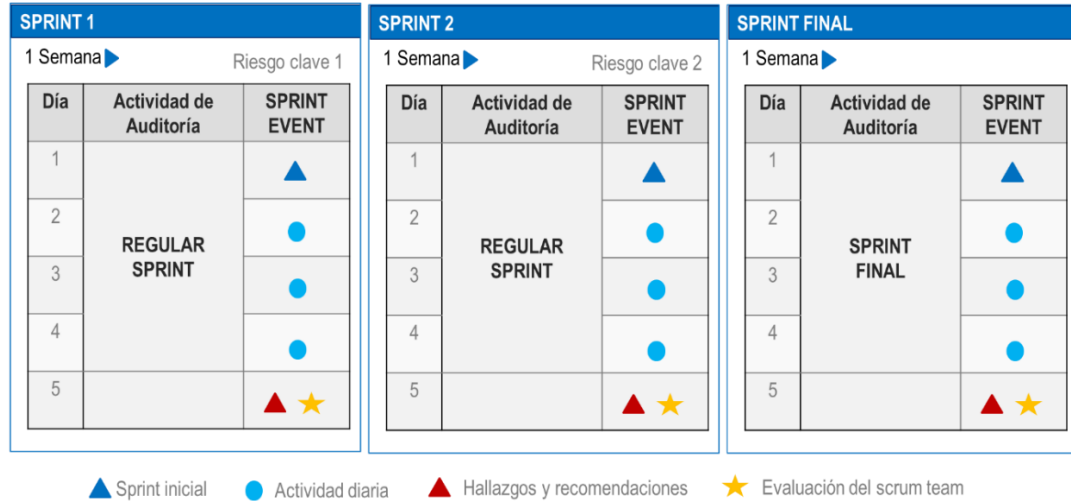 SPRINT 1
1 Semana
Riesgo clave 1
Día
Actividad de
Auditoría
SPRINT
EVENT
1
2
3
4
5
REGULAR
SPRINT
SPRINT 2
1 Semana
Riesgo clave 2
Día
Actividad de
Auditoría
SPRINT
EVENT
1
2
3
4
5
REGULAR
SPRINT
SPRINT FINAL
1 Semana
Día
Actividad de
Auditoría
SPRINT
EVENT
1
2
3
4
5
SPRINT
FINAL
Sprint inicial
Actividad diaria
Hallazgos y recomendaciones
Evaluación del scrum team